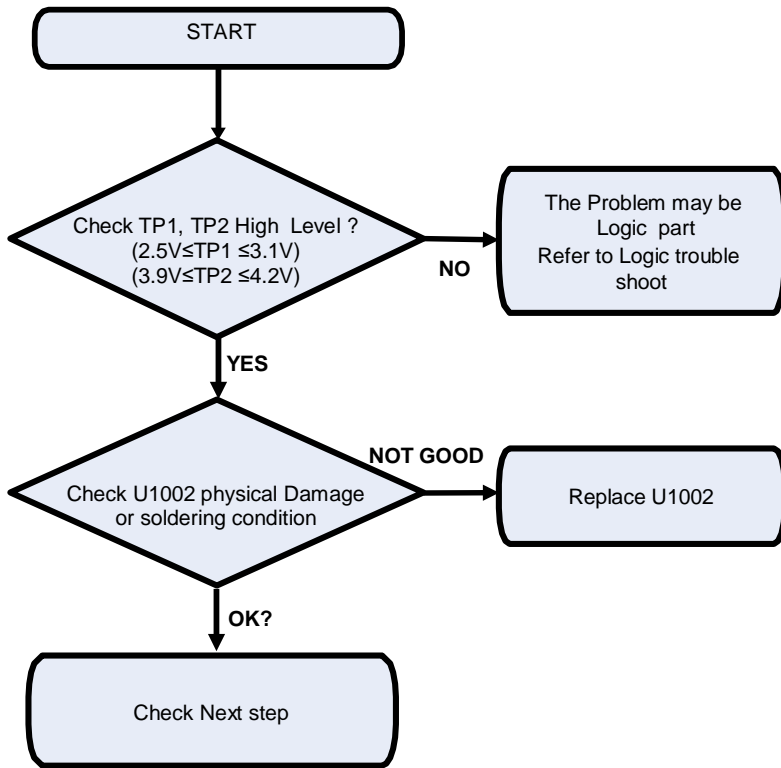 START
Check TP1, TP2 High Level ?
(2.5V≤TP1 ≤3.1V)
(3.9V≤TP2 ≤4.2V)
NO
The Problem may be
Logic part
Refer to Logic trouble
shoot
YES
Check U1002 physical Damage
or soldering condition
NOT GOOD
Replace U1002
OK?
Check Next step